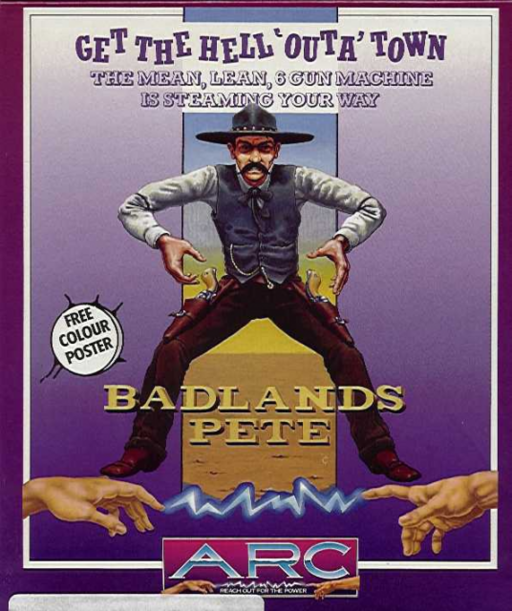 GET THE HELL 'OUTA' TOWN
THE MEAN, LEAN, 6 GUN MACHINE
IS STEAMING YOUR WAY
FREE
COLOUR
POSTER
BADLANDS
PETE
ARC
REACH OUT FOR THE POWER